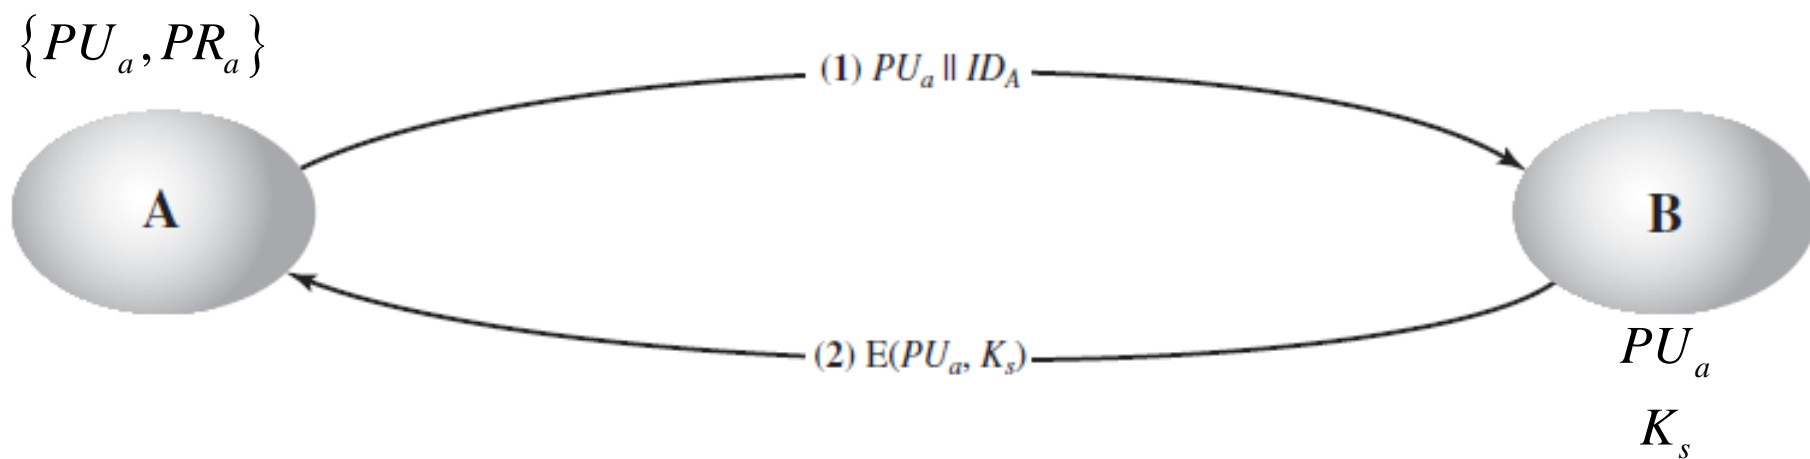 {PU_a, PR_a}
(1) PU_a || ID_A
A
B
(2) E(PU_a, K_s)
PU_a
K_s